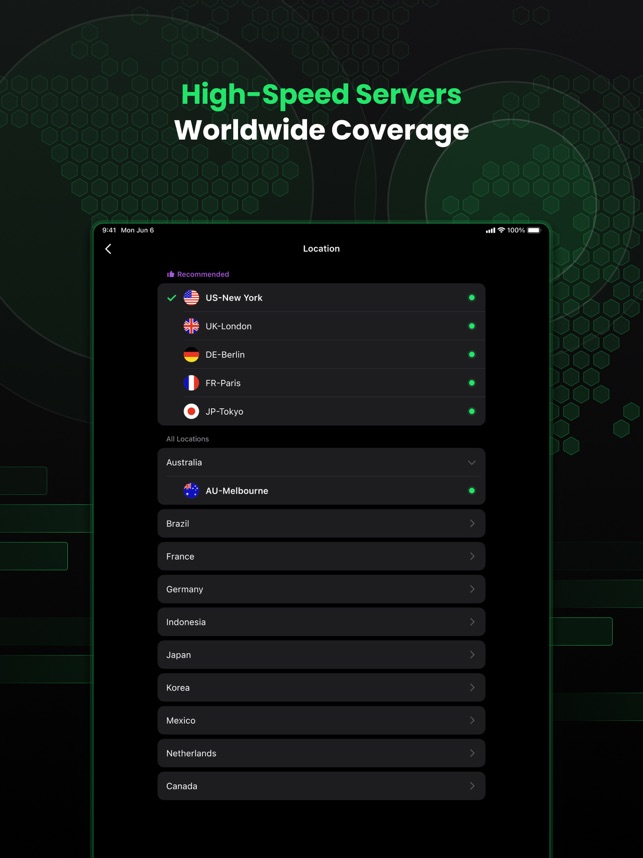 High-Speed Servers
Worldwide Coverage
9:41 Mon Jun 6
100%
Location
Recommended
US-New York
UK-London
DE-Berlin
FR-Paris
JP-Tokyo
All Locations
Australia
AU-Melbourne
Brazil
France
Germany
Indonesia
Japan
Korea
Mexico
Netherlands
Canada